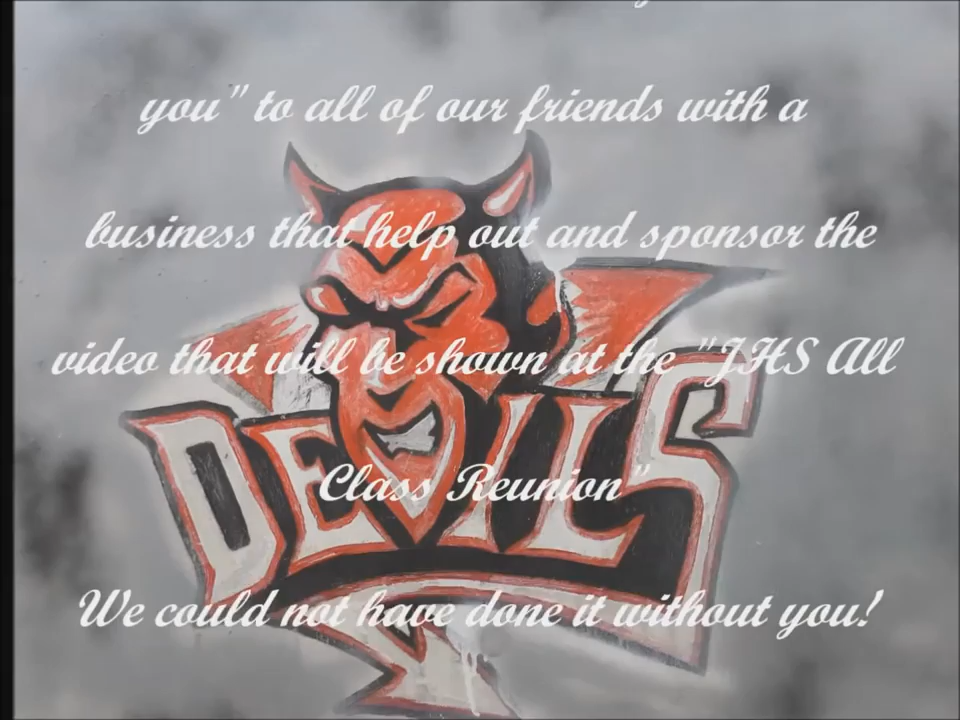 you" to all of our friends with a
business that help out and sponsor the
video that will be shown at the "JHS All
Class Reunion"
We could not have done it without you!
DEVILS